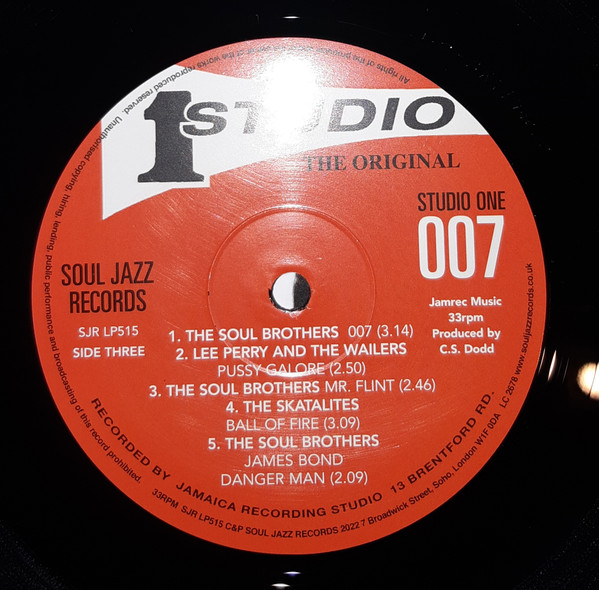 All rights of the producer and of the owner of the works reproduced reserved. Unauthorised copying, hiring, lending, public performance and broadcasting of this record prohibited.
1 STUDIO
THE ORIGINAL
STUDIO ONE
007
SOUL JAZZ
RECORDS
SJR LP515
SIDE THREE
Jamrec Music
33rpm
Produced by
C.S. Dodd
1. THE SOUL BROTHERS 007 (3.14)
2. LEE PERRY AND THE WAILERS
PUSSY GALORE (2.50)
3. THE SOUL BROTHERS MR. FLINT (2.46)
4. THE SKATALITES
BALL OF FIRE (3.09)
5. THE SOUL BROTHERS
JAMES BOND
DANGER MAN (2.09)
RECORDED BY JAMAICA RECORDING STUDIO 13 BRENTFORD RD.
33RPM SJR LP515 C&P SOUL JAZZ RECORDS 2022 7 Broadwick Street, Soho, London W1F 0DA LC 2678 www.souljazzrecords.co.uk